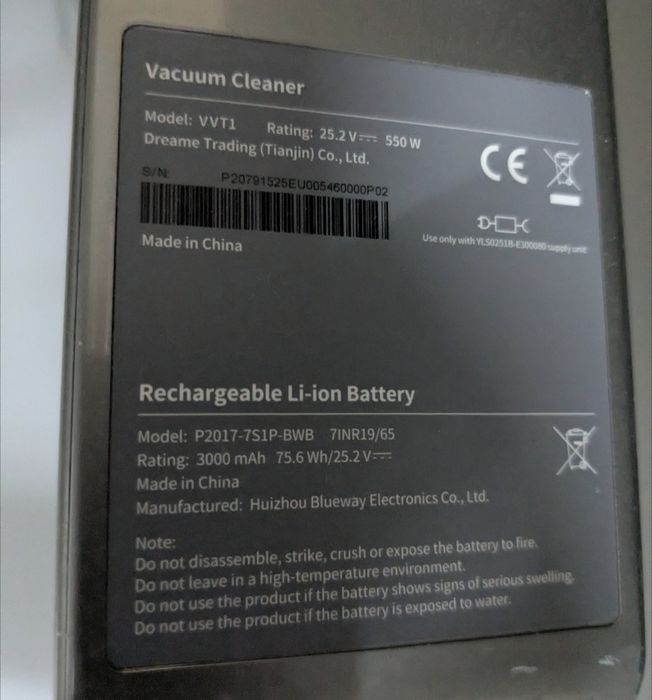 Vacuum Cleaner
Model: VVT1 Rating: 25.2 V⎓ 550 W
Dreame Trading (Tianjin) Co., Ltd.
S/N: P20791525EU005460000P02
CE
Made in China
Use only with YLS0251B-E300080 supply unit
Rechargeable Li-ion Battery
Model: P2017-7S1P-BWB 7INR19/65
Rating: 3000 mAh 75.6 Wh/25.2 V⎓
Made in China
Manufactured: Huizhou Blueway Electronics Co., Ltd.
Note:
Do not disassemble, strike, crush or expose the battery to fire.
Do not leave in a high-temperature environment.
Do not use the product if the battery shows signs of serious swelling.
Do not use the product if the battery is exposed to water.